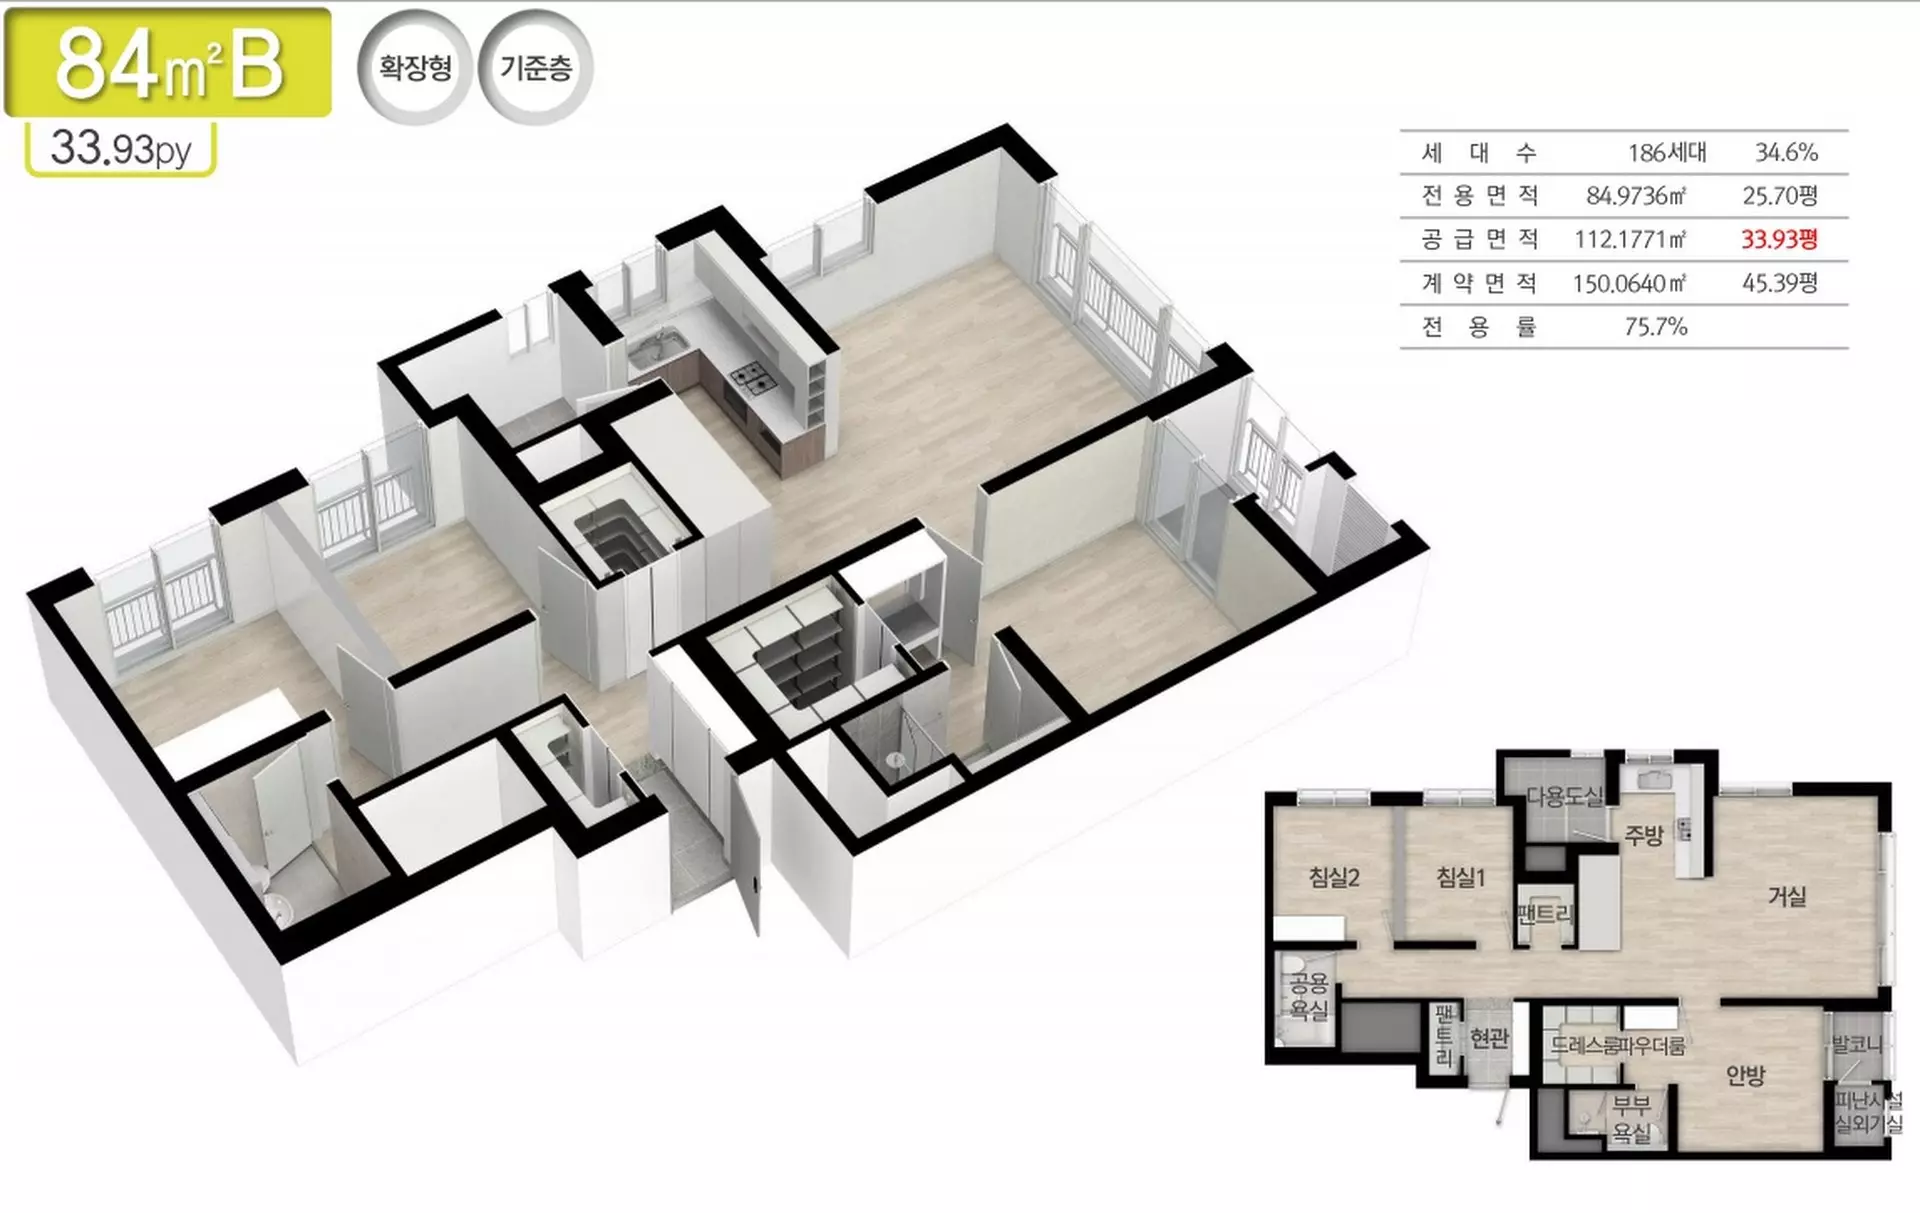 84m²B
확장형
기준층
33.93py
세 대 수 186세대 34.6%
전 용 면 적 84.9736㎡ 25.70평
공 급 면 적 112.1771㎡ 33.93평
계 약 면 적 150.0640㎡ 45.39평
전 용 률 75.7%
다용도실
주방
침실2
침실1
거실
팬트리
공용
욕실
팬트리
현관
드레스룸
파우더룸
안방
발코니
부부
욕실
피난시설
실외기실